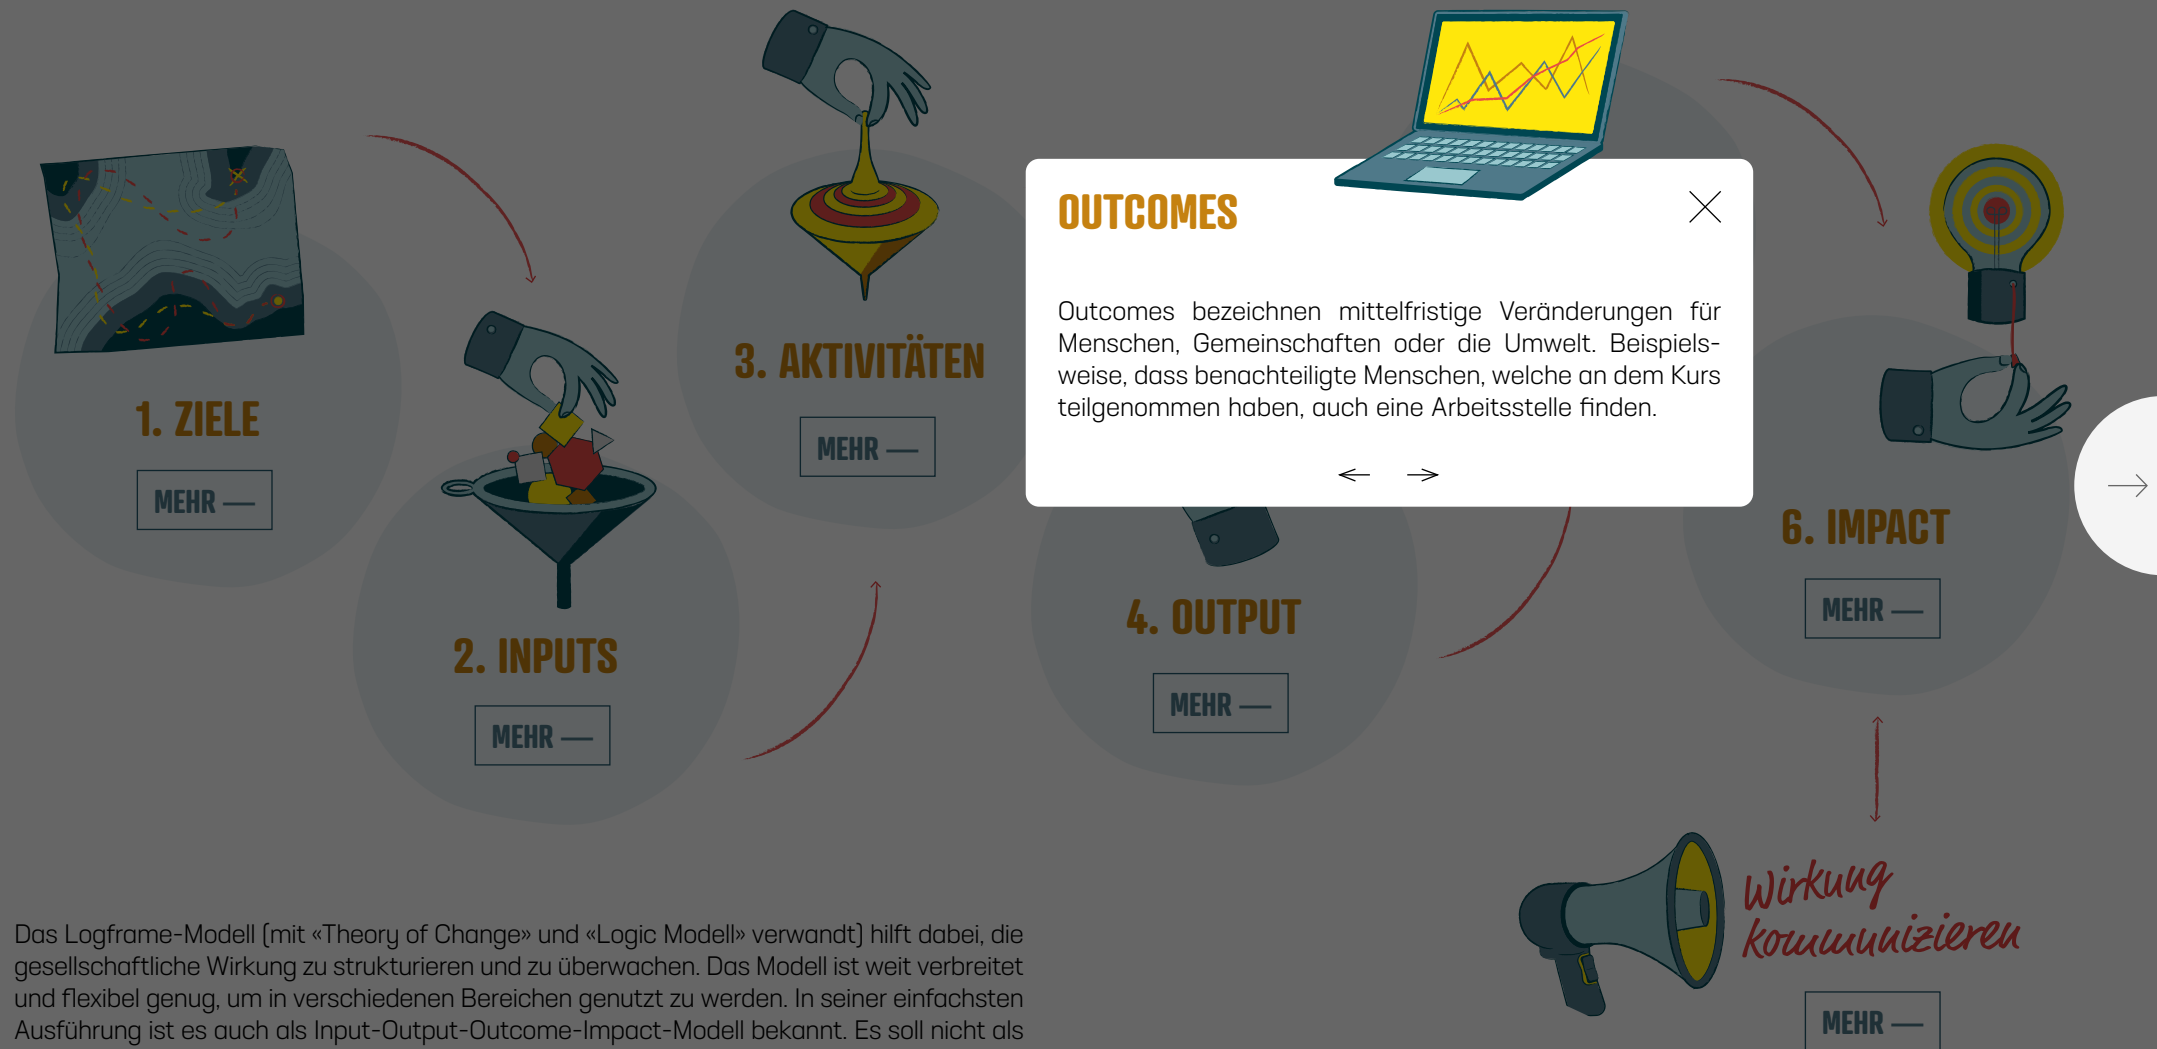 1. ZIELE
MEHR —
2. INPUTS
MEHR —
3. AKTIVITÄTEN
MEHR —
4. OUTPUT
MEHR —
OUTCOMES
Outcomes bezeichnen mittelfristige Veränderungen für
Menschen, Gemeinschaften oder die Umwelt. Beispiels-
weise, dass benachteiligte Menschen, welche an dem Kurs
teilgenommen haben, auch eine Arbeitsstelle finden.
6. IMPACT
MEHR —
Wirkung
kommunizieren
MEHR —
Das Logframe-Modell (mit «Theory of Change» und «Logic Modell» verwandt) hilft dabei, die
gesellschaftliche Wirkung zu strukturieren und zu überwachen. Das Modell ist weit verbreitet
und flexibel genug, um in verschiedenen Bereichen genutzt zu werden. In seiner einfachsten
Ausführung ist es auch als Input-Output-Outcome-Impact-Modell bekannt. Es soll nicht als